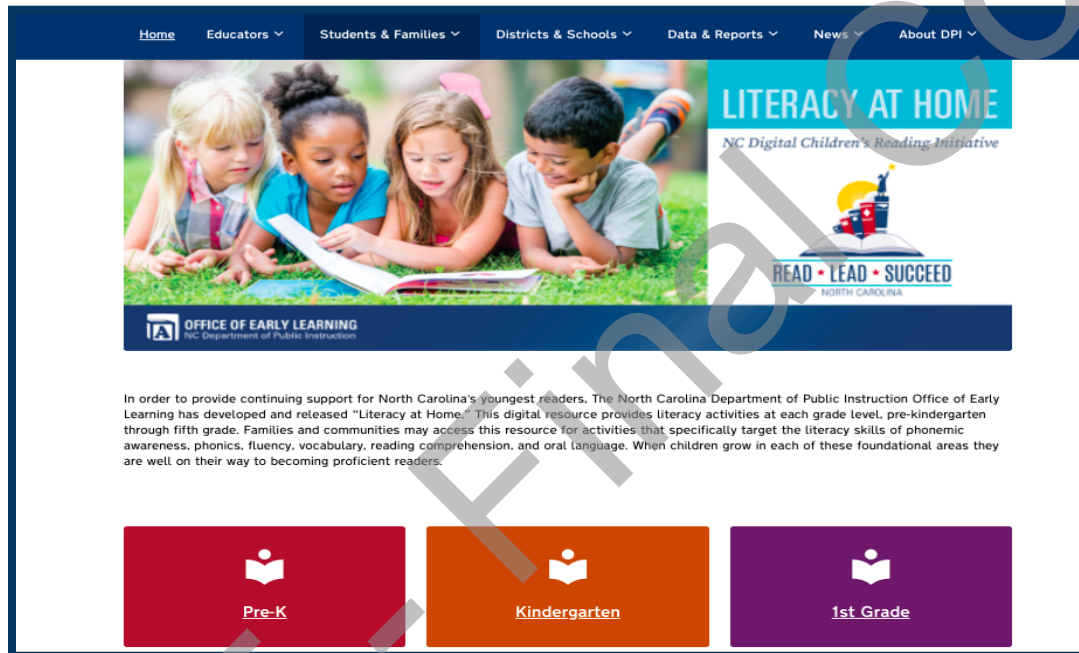 Home Educators Students & Families Districts & Schools Data & Reports News About DPI
LITERACY AT HOME
NC Digital Children's Reading Initiative
READ ★ LEAD ★ SUCCEED
NORTH CAROLINA
A OFFICE OF EARLY LEARNING
NC Department of Public Instruction
In order to provide continuing support for North Carolina's youngest readers, The North Carolina Department of Public Instruction Office of Early
Learning has developed and released “Literacy at Home.” This digital resource provides literacy activities at each grade level, pre-kindergarten
through fifth grade. Families and communities may access this resource for activities that specifically target the literacy skills of phonemic
awareness, phonics, fluency, vocabulary, reading comprehension, and oral language. When children grow in each of these foundational areas they
are well on their way to becoming proficient readers.
Pre-K Kindergarten 1st Grade
Final